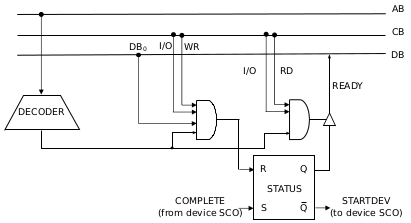 AB
CB
DB₀ I/O WR
DB
I/O RD
READY
DECODER
R Q
STATUS
COMPLETE
(from device SCO)
S Q̅
STARTDEV
(to device SCO)